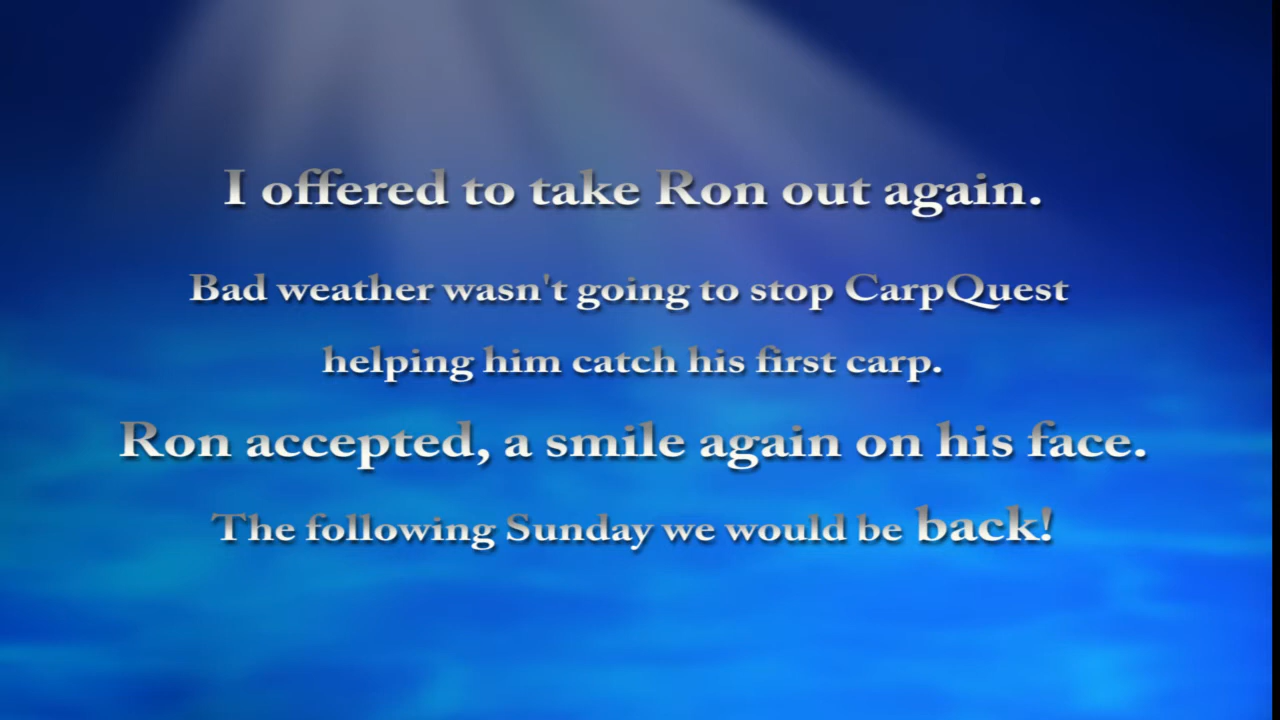 I offered to take Ron out again.
Bad weather wasn't going to stop CarpQuest
helping him catch his first carp.
Ron accepted, a smile again on his face.
The following Sunday we would be back!